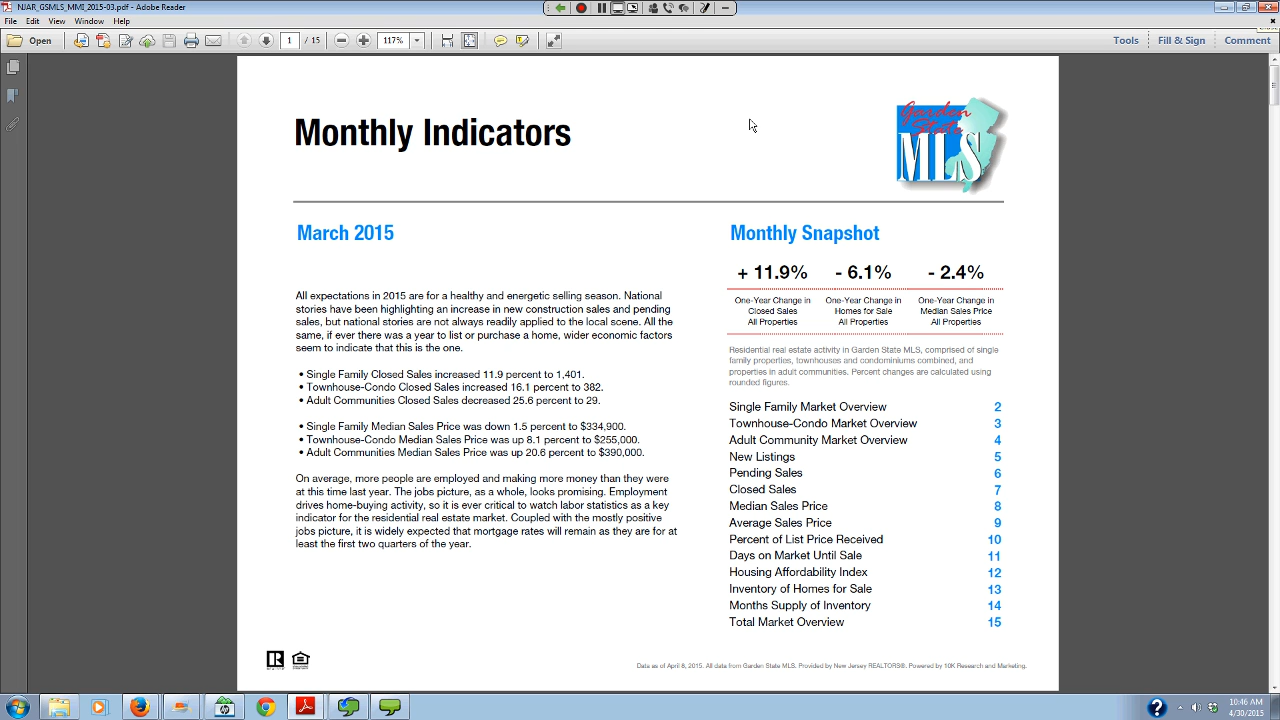 NJAR_GSMLS_MMI_2015-03.pdf - Adobe Reader
File Edit View Window Help
Open
1 / 15
117%
Tools
Fill & Sign
Comment
Monthly Indicators
Garden
State
MLS
March 2015
All expectations in 2015 are for a healthy and energetic selling season. National
stories have been highlighting an increase in new construction sales and pending
sales, but national stories are not always readily applied to the local scene. All the
same, if ever there was a year to list or purchase a home, wider economic factors
seem to indicate that this is the one.
• Single Family Closed Sales increased 11.9 percent to 1,401.
• Townhouse-Condo Closed Sales increased 16.1 percent to 382.
• Adult Communities Closed Sales decreased 25.6 percent to 29.
• Single Family Median Sales Price was down 1.5 percent to $334,900.
• Townhouse-Condo Median Sales Price was up 8.1 percent to $255,000.
• Adult Communities Median Sales Price was up 20.6 percent to $390,000.
On average, more people are employed and making more money than they were
at this time last year. The jobs picture, as a whole, looks promising. Employment
drives home-buying activity, so it is ever critical to watch labor statistics as a key
indicator for the residential real estate market. Coupled with the mostly positive
jobs picture, it is widely expected that mortgage rates will remain as they are for at
least the first two quarters of the year.
Monthly Snapshot
+ 11.9% - 6.1% - 2.4%
One-Year Change in One-Year Change in One-Year Change in
Closed Sales Homes for Sale Median Sales Price
All Properties All Properties All Properties
Residential real estate activity in Garden State MLS, comprised of single
family properties, townhouses and condominiums combined, and
properties in adult communities. Percent changes are calculated using
rounded figures.
Single Family Market Overview 2
Townhouse-Condo Market Overview 3
Adult Community Market Overview 4
New Listings 5
Pending Sales 6
Closed Sales 7
Median Sales Price 8
Average Sales Price 9
Percent of List Price Received 10
Days on Market Until Sale 11
Housing Affordability Index 12
Inventory of Homes for Sale 13
Months Supply of Inventory 14
Total Market Overview 15
Data as of April 8, 2015. All data from Garden State MLS. Provided by New Jersey REALTORS®. Powered by 10K Research and Marketing.
10:46 AM
4/30/2015